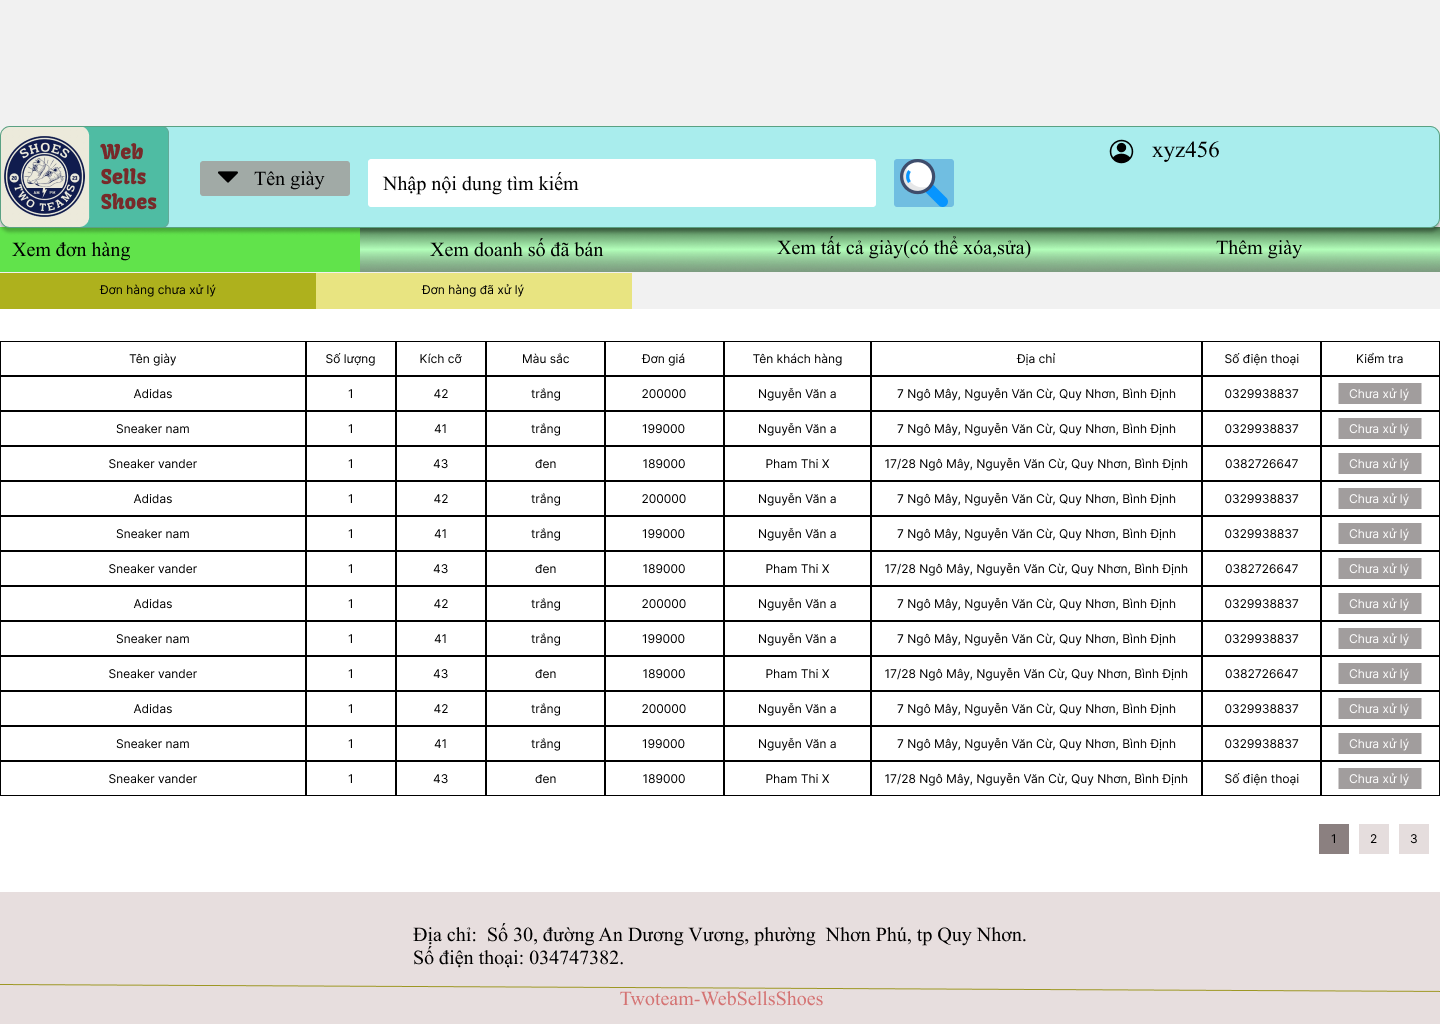 SHOES
20
23
TWO TEAMS
Web
Sells
Shoes
Tên giày
Nhập nội dung tìm kiếm
xyz456
Xem đơn hàng Xem doanh số đã bán Xem tất cả giày(có thể xóa,sửa) Thêm giày
Đơn hàng chưa xử lý Đơn hàng đã xử lý
Tên giày Số lượng Kích cỡ Màu sắc Đơn giá Tên khách hàng Địa chỉ Số điện thoại Kiểm tra
Adidas 1 42 trắng 200000 Nguyễn Văn a 7 Ngô Mây, Nguyễn Văn Cừ, Quy Nhơn, Bình Định 0329938837 Chưa xử lý
Sneaker nam 1 41 trắng 199000 Nguyễn Văn a 7 Ngô Mây, Nguyễn Văn Cừ, Quy Nhơn, Bình Định 0329938837 Chưa xử lý
Sneaker vander 1 43 đen 189000 Pham Thi X 17/28 Ngô Mây, Nguyễn Văn Cừ, Quy Nhơn, Bình Định 0382726647 Chưa xử lý
Adidas 1 42 trắng 200000 Nguyễn Văn a 7 Ngô Mây, Nguyễn Văn Cừ, Quy Nhơn, Bình Định 0329938837 Chưa xử lý
Sneaker nam 1 41 trắng 199000 Nguyễn Văn a 7 Ngô Mây, Nguyễn Văn Cừ, Quy Nhơn, Bình Định 0329938837 Chưa xử lý
Sneaker vander 1 43 đen 189000 Pham Thi X 17/28 Ngô Mây, Nguyễn Văn Cừ, Quy Nhơn, Bình Định 0382726647 Chưa xử lý
Adidas 1 42 trắng 200000 Nguyễn Văn a 7 Ngô Mây, Nguyễn Văn Cừ, Quy Nhơn, Bình Định 0329938837 Chưa xử lý
Sneaker nam 1 41 trắng 199000 Nguyễn Văn a 7 Ngô Mây, Nguyễn Văn Cừ, Quy Nhơn, Bình Định 0329938837 Chưa xử lý
Sneaker vander 1 43 đen 189000 Pham Thi X 17/28 Ngô Mây, Nguyễn Văn Cừ, Quy Nhơn, Bình Định 0382726647 Chưa xử lý
Adidas 1 42 trắng 200000 Nguyễn Văn a 7 Ngô Mây, Nguyễn Văn Cừ, Quy Nhơn, Bình Định 0329938837 Chưa xử lý
Sneaker nam 1 41 trắng 199000 Nguyễn Văn a 7 Ngô Mây, Nguyễn Văn Cừ, Quy Nhơn, Bình Định 0329938837 Chưa xử lý
Sneaker vander 1 43 đen 189000 Pham Thi X 17/28 Ngô Mây, Nguyễn Văn Cừ, Quy Nhơn, Bình Định Số điện thoại Chưa xử lý
1 2 3
Địa chỉ:  Số 30, đường An Dương Vương, phường  Nhơn Phú, tp Quy Nhơn.
Số điện thoại: 034747382.
Twoteam-WebSellsShoes